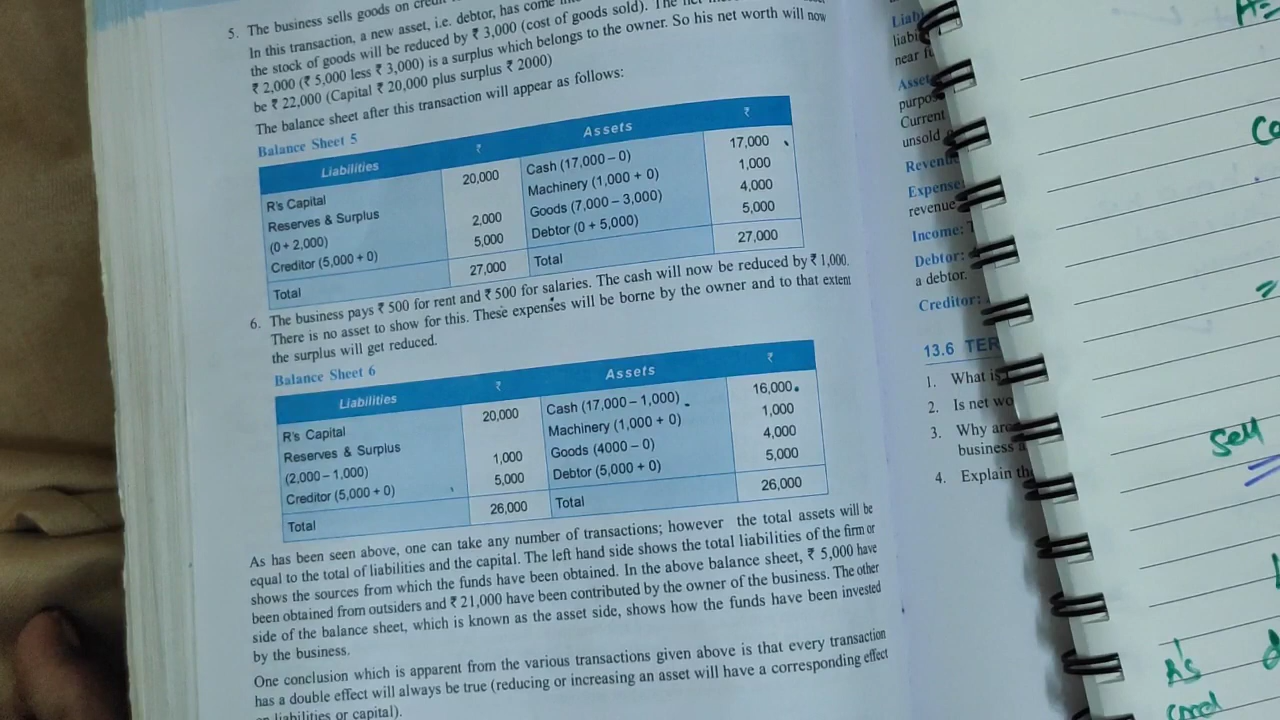 5. The business sells goods on
In this transaction, a new asset, i.e. debtor, has come
the stock of goods will be reduced by ₹ 3,000 (cost of goods sold). The
₹ 2,000 (₹ 5,000 less ₹ 3,000) is a surplus which belongs to the owner. So his net worth will now
be ₹ 22,000 (Capital ₹ 20,000 plus surplus ₹ 2000)
The balance sheet after this transaction will appear as follows:
Balance Sheet 5
Liabilities ₹ Assets ₹
R's Capital 20,000 Cash (17,000 – 0) 17,000
Reserves & Surplus Machinery (1,000 + 0) 1,000
(0 + 2,000) 2,000 Goods (7,000 – 3,000) 4,000
Creditor (5,000 + 0) 5,000 Debtor (0 + 5,000) 5,000
Total 27,000 Total 27,000
6. The business pays ₹ 500 for rent and ₹ 500 for salaries. The cash will now be reduced by ₹ 1,000.
There is no asset to show for this. These expenses will be borne by the owner and to that extent
the surplus will get reduced.
Balance Sheet 6
Liabilities ₹ Assets ₹
R's Capital 20,000 Cash (17,000 – 1,000) 16,000
Reserves & Surplus Machinery (1,000 + 0) 1,000
(2,000 – 1,000) 1,000 Goods (4000 – 0) 4,000
Creditor (5,000 + 0) 5,000 Debtor (5,000 + 0) 5,000
Total 26,000 Total 26,000
As has been seen above, one can take any number of transactions; however the total assets will be
equal to the total of liabilities and the capital. The left hand side shows the total liabilities of the firm or
shows the sources from which the funds have been obtained. In the above balance sheet, ₹ 5,000 have
been obtained from outsiders and ₹ 21,000 have been contributed by the owner of the business. The other
side of the balance sheet, which is known as the asset side, shows how the funds have been invested
by the business.
One conclusion which is apparent from the various transactions given above is that every transaction
has a double effect will always be true (reducing or increasing an asset will have a corresponding effect
liabilities or capital).
near
Current
unsold
revenue
Income:
Debtor:
a debtor.
Creditor:
13.6
1. What is
2. Is net
3. Why
business
4. Explain
Sell
A's